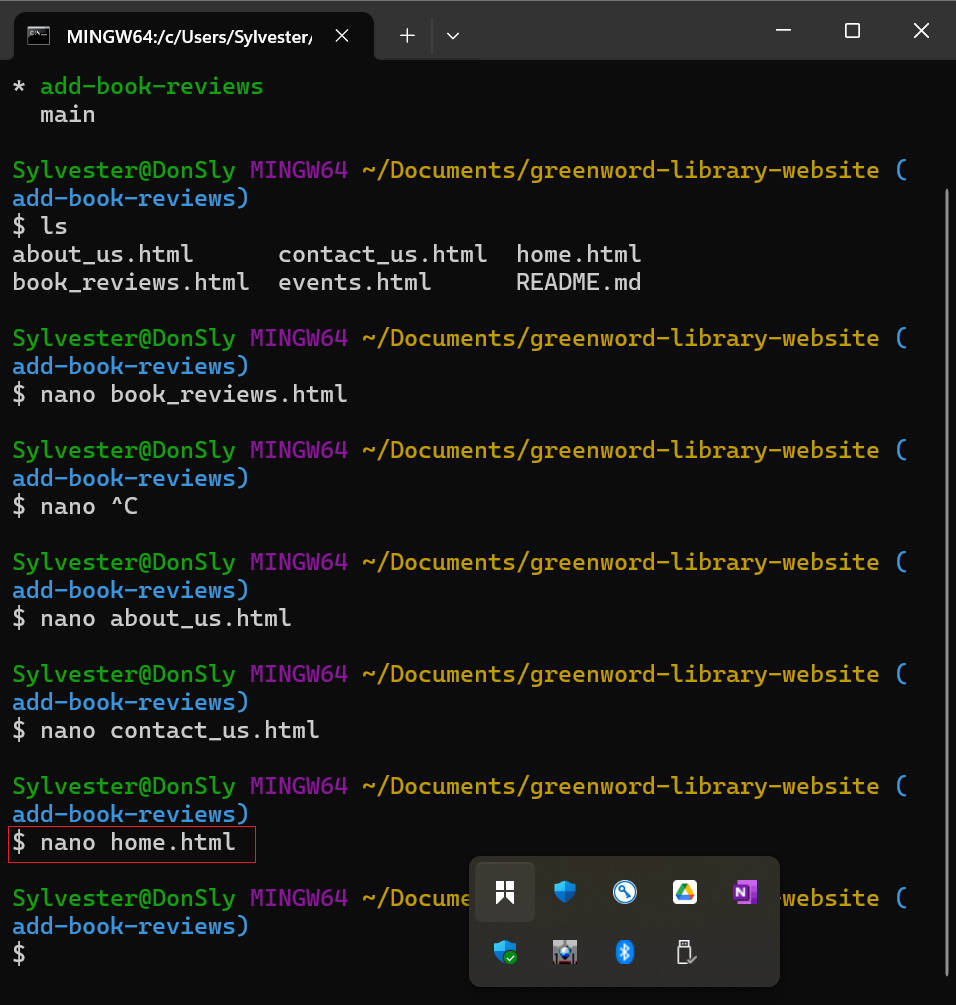 MINGW64:/c/Users/Sylvester/
* add-book-reviews
main
Sylvester@DonSly MINGW64 ~/Documents/greenword-library-website (
add-book-reviews)
$ ls
about_us.html contact_us.html home.html
book_reviews.html events.html README.md
Sylvester@DonSly MINGW64 ~/Documents/greenword-library-website (
add-book-reviews)
$ nano book_reviews.html
Sylvester@DonSly MINGW64 ~/Documents/greenword-library-website (
add-book-reviews)
$ nano ^C
Sylvester@DonSly MINGW64 ~/Documents/greenword-library-website (
add-book-reviews)
$ nano about_us.html
Sylvester@DonSly MINGW64 ~/Documents/greenword-library-website (
add-book-reviews)
$ nano contact_us.html
Sylvester@DonSly MINGW64 ~/Documents/greenword-library-website (
add-book-reviews)
$ nano home.html
Sylvester@DonSly MINGW64 ~/Docume website (
add-book-reviews)
$